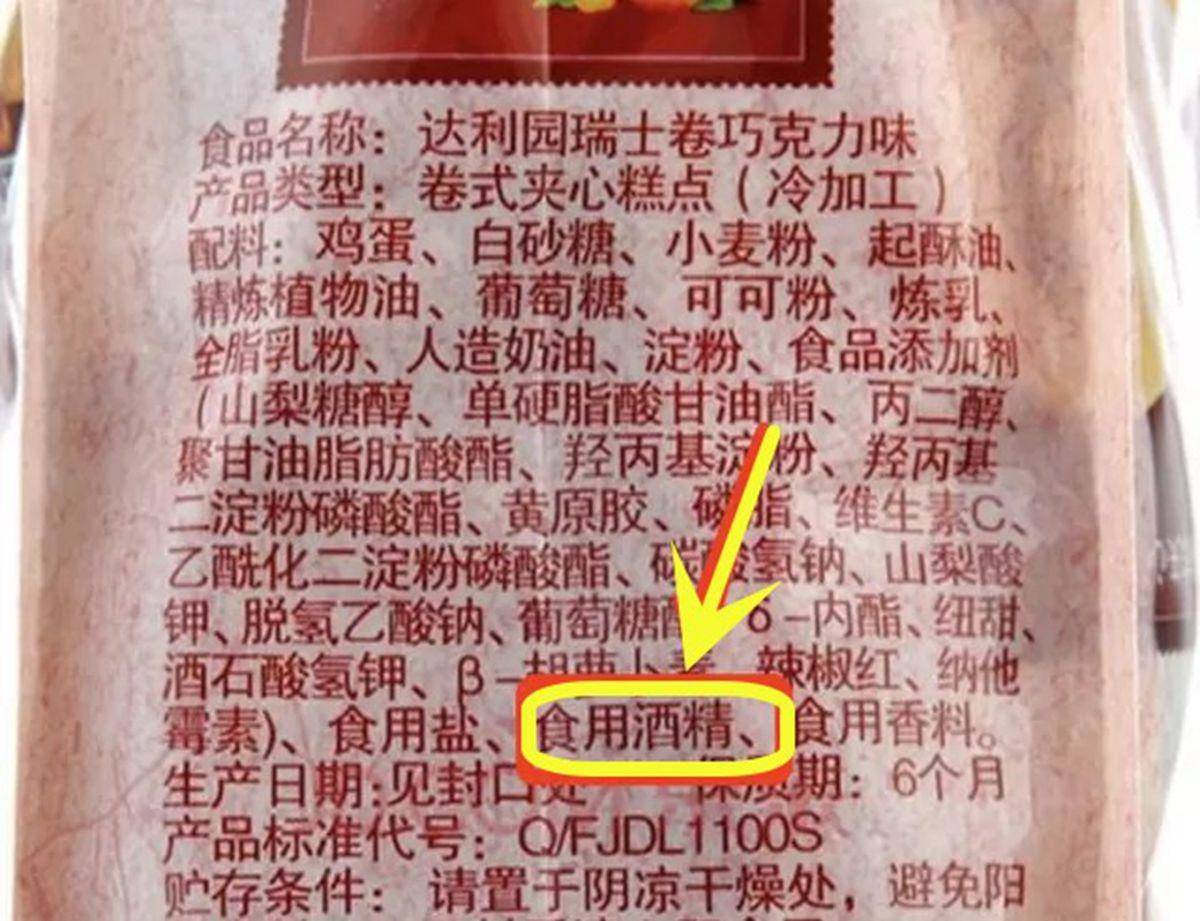 食品名称：达利园瑞士卷巧克力味
产品类型：卷式夹心糕点（冷加工）
配料：鸡蛋、白砂糖、小麦粉、起酥油、
精炼植物油、葡萄糖、可可粉、炼乳、
全脂乳粉、人造奶油、淀粉、食品添加剂
（山梨糖醇、单硬脂酸甘油酯、丙二醇、
聚甘油脂肪酸酯、羟丙基淀粉、羟丙基
二淀粉磷酸酯、黄原胶、磷脂、维生素C、
乙酰化二淀粉磷酸酯、碳酸氢钠、山梨酸
钾、脱氢乙酸钠、葡萄糖酸-δ-内酯、纽甜、
酒石酸氢钾、β-胡萝卜素、辣椒红、纳他
霉素)、食用盐、食用酒精、食用香料。
生产日期：见封口处 保质期：6个月
产品标准代号：Q/FJDL1100S
贮存条件：请置于阴凉干燥处，避免阳